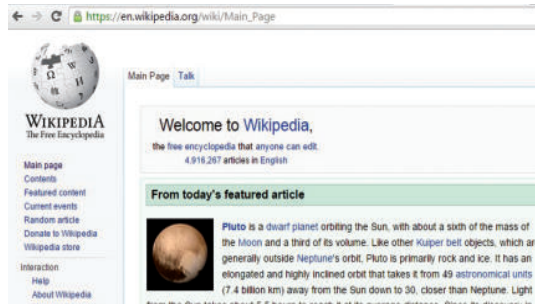 https://en.wikipedia.org/wiki/Main_Page
WIKIPEDIA
The Free Encyclopedia
Main page
Contents
Featured content
Current events
Random article
Donate to Wikipedia
Wikipedia store
Interaction
Help
About Wikipedia
Main Page Talk
Welcome to Wikipedia,
the free encyclopedia that anyone can edit.
4,916,267 articles in English
From today's featured article
Pluto is a dwarf planet orbiting the Sun, with about a sixth of the mass of
the Moon and a third of its volume. Like other Kuiper belt objects, which ar
generally outside Neptune's orbit, Pluto is primarily rock and ice. It has an
elongated and highly inclined orbit that takes it from 49 astronomical units
(7.4 billion km) away from the Sun down to 30, closer than Neptune. Light